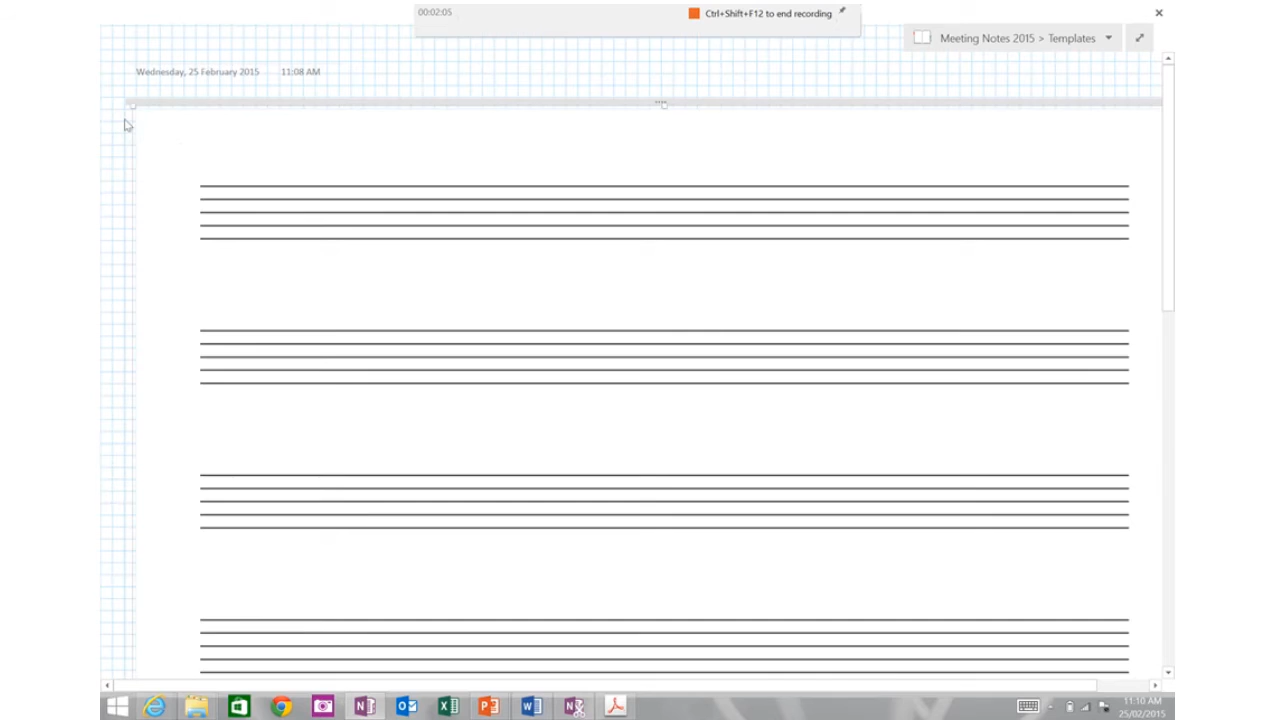 00:02:05
Ctrl+Shift+F12 to end recording
Meeting Notes 2015 > Templates
Wednesday, 25 February 2015 11:08 AM
11:10 AM
25/02/2015